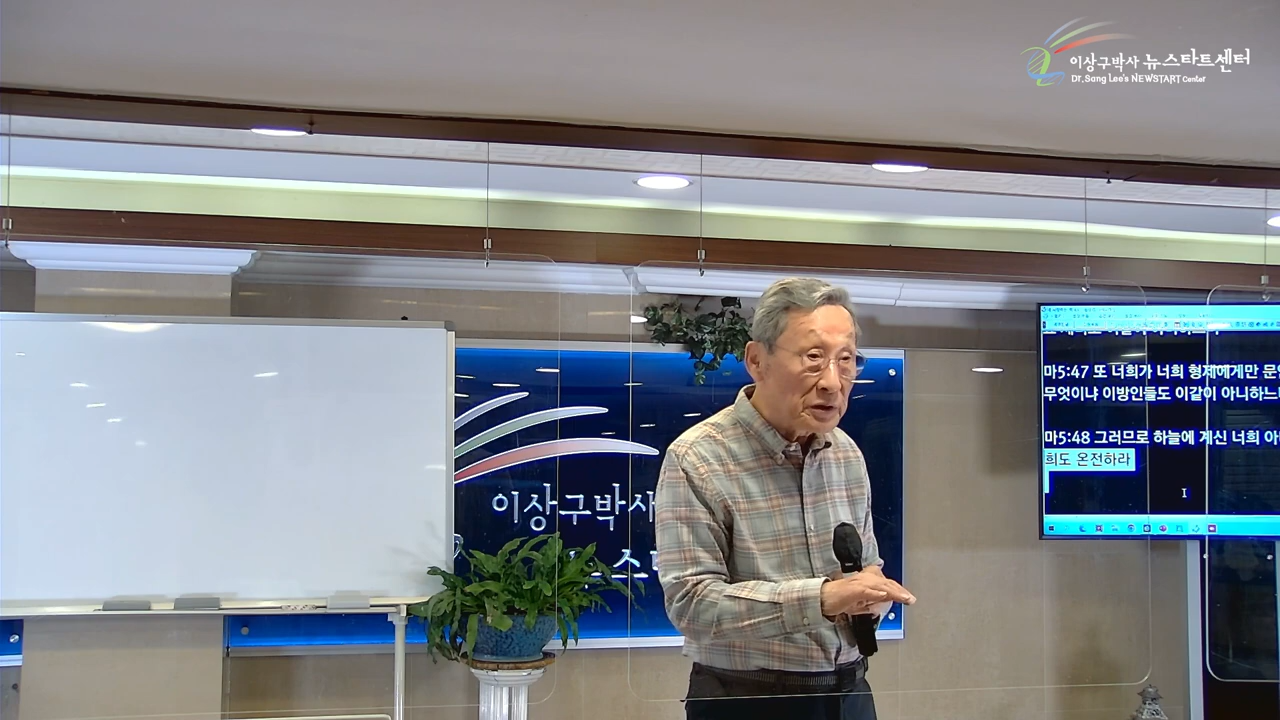 이상구박사 뉴스타트센터
Dr. Sang Lee's NEWSTART Center
마5:47 또 너희가 너희 형제에게만
무엇이냐 이방인들도 이같이 아니하느
마5:48 그러므로 하늘에 계신 너희
희도 온전하라
이상구박사